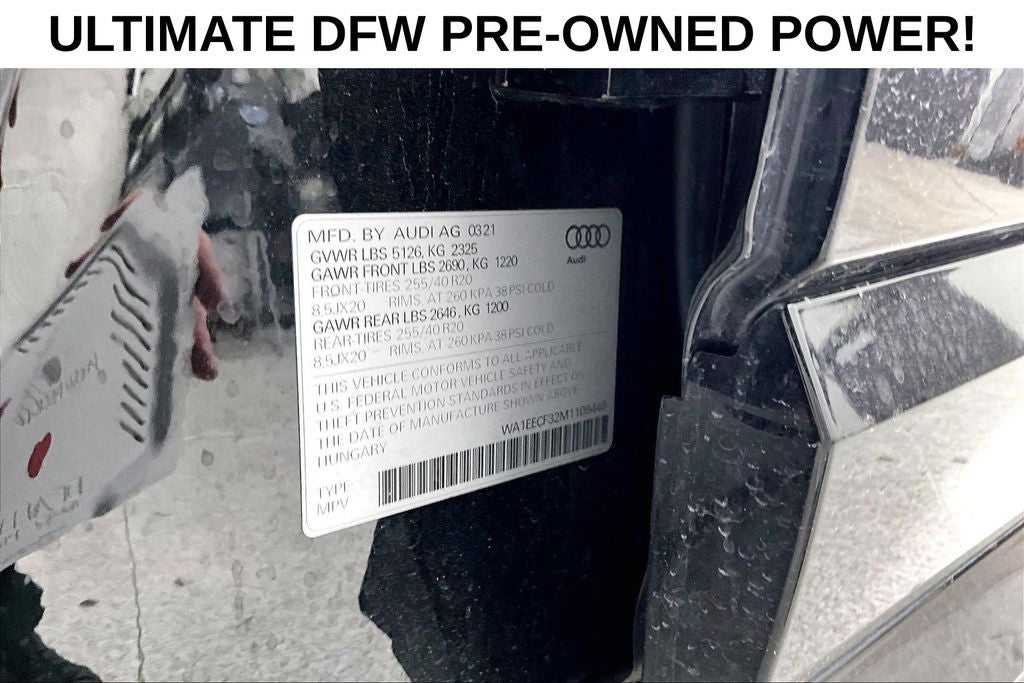 ULTIMATE DFW PRE-OWNED POWER!
MFD. BY AUDI AG 0321
GVWR LBS 5126, KG 2325
GAWR FRONT LBS 2690, KG 1220
FRONT-TIRES 255/40 R20
8,5JX20 RIMS, AT 260 KPA 38 PSI COLD
GAWR REAR LBS 2646, KG 1200
REAR-TIRES 255/40 R20
8,5JX20 - RIMS, AT 260 KPA 38 PSI COLD
THIS VEHICLE CONFORMS TO ALL APPLICABLE
U.S. FEDERAL MOTOR VEHICLE SAFETY AND
THEFT PREVENTION STANDARDS IN EFFECT ON
THE DATE OF MANUFACTURE SHOWN ABOVE
HUNGARY WA1EECF32M1109448
TYPE:
MPV
Audi